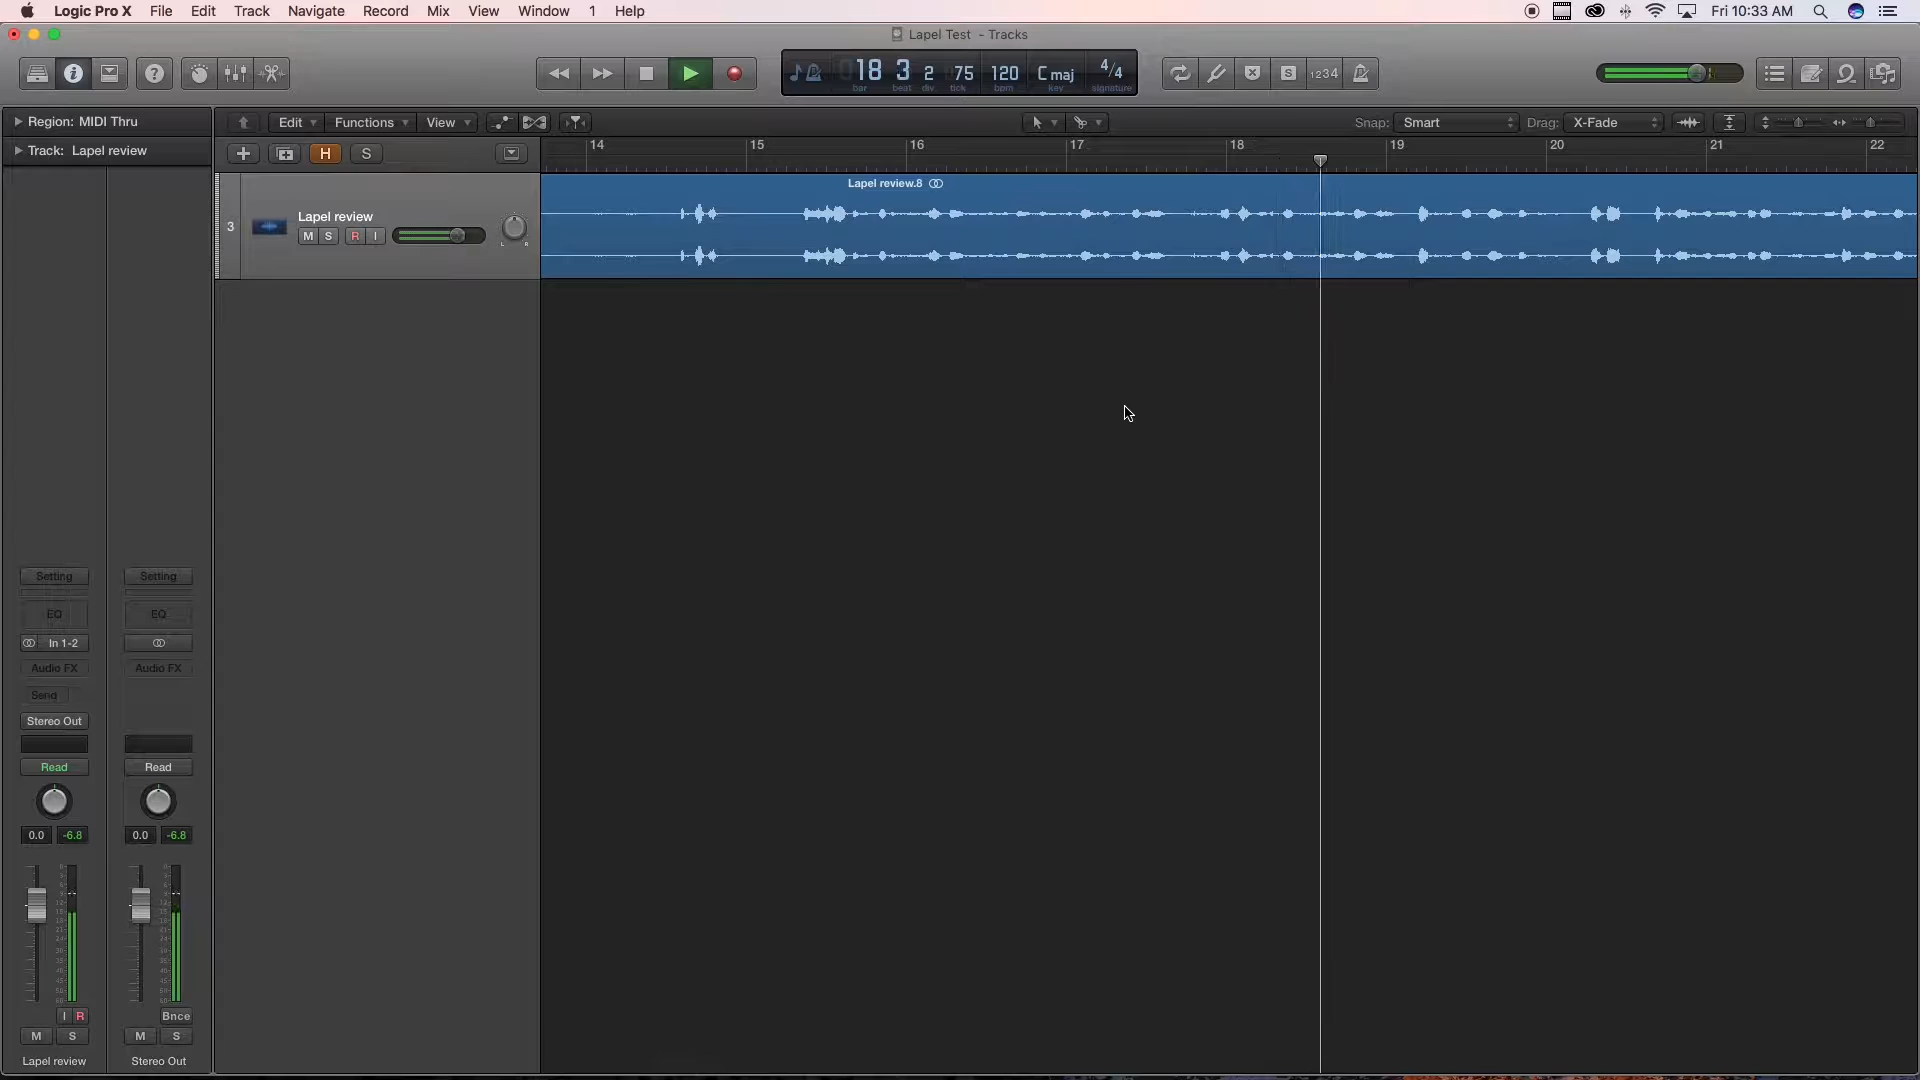 Logic Pro X File Edit Track Navigate Record Mix View Window 1 Help
Fri 10:33 AM
Lapel Test - Tracks
18 3 2 75 120 C maj 4/4
bar beat div tick bpm key signature
S 1234
Region: MIDI Thru
Edit Functions View
Snap: Smart Drag: X-Fade
Track: Lapel review
H S
14 15 16 17 18 19 20 21 22
Lapel review.8
3
Lapel review
M S R I
L R
Setting Setting
EQ EQ
In 1-2
Audio FX Audio FX
Send
Stereo Out
Read Read
0.0 -6.8 0.0 -6.8
I R
Bnce
M S M S
Lapel review Stereo Out